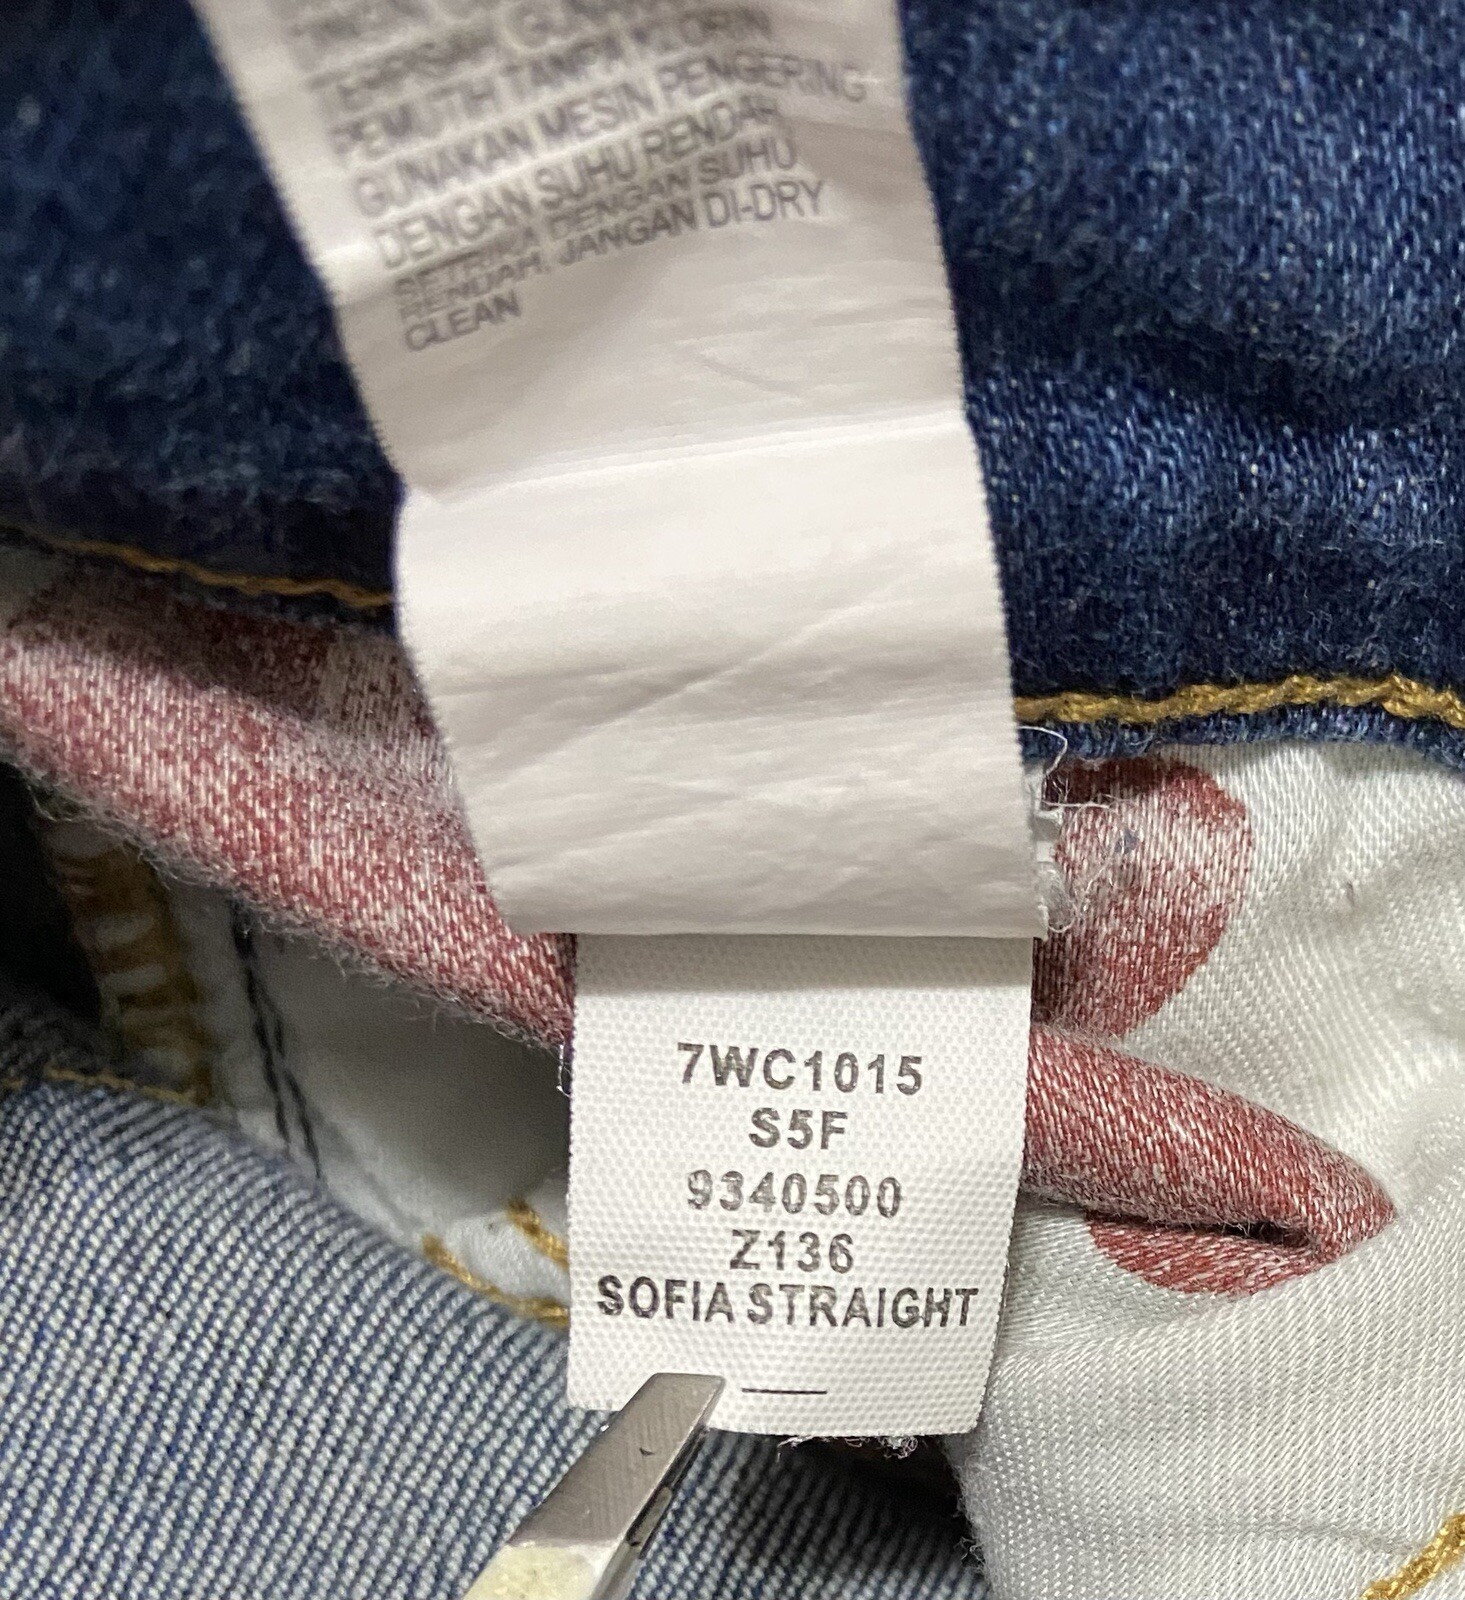 PEMUTIH TANPA KLORIN
GUNAKAN MESIN PENGERING
DENGAN SUHU RENDAH
SETRIKA DENGAN SUHU
RENDAH, JANGAN DI-DRY
CLEAN
7WC1015
S5F
9340500
Z136
SOFIA STRAIGHT